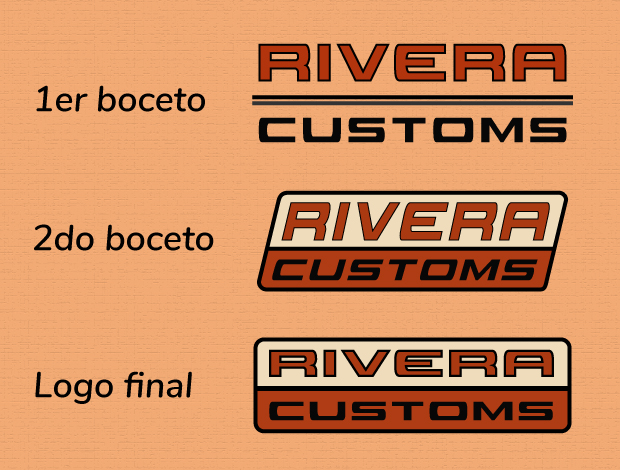 1er boceto
RIVERA
CUSTOMS
2do boceto
RIVERA
CUSTOMS
Logo final
RIVERA
CUSTOMS